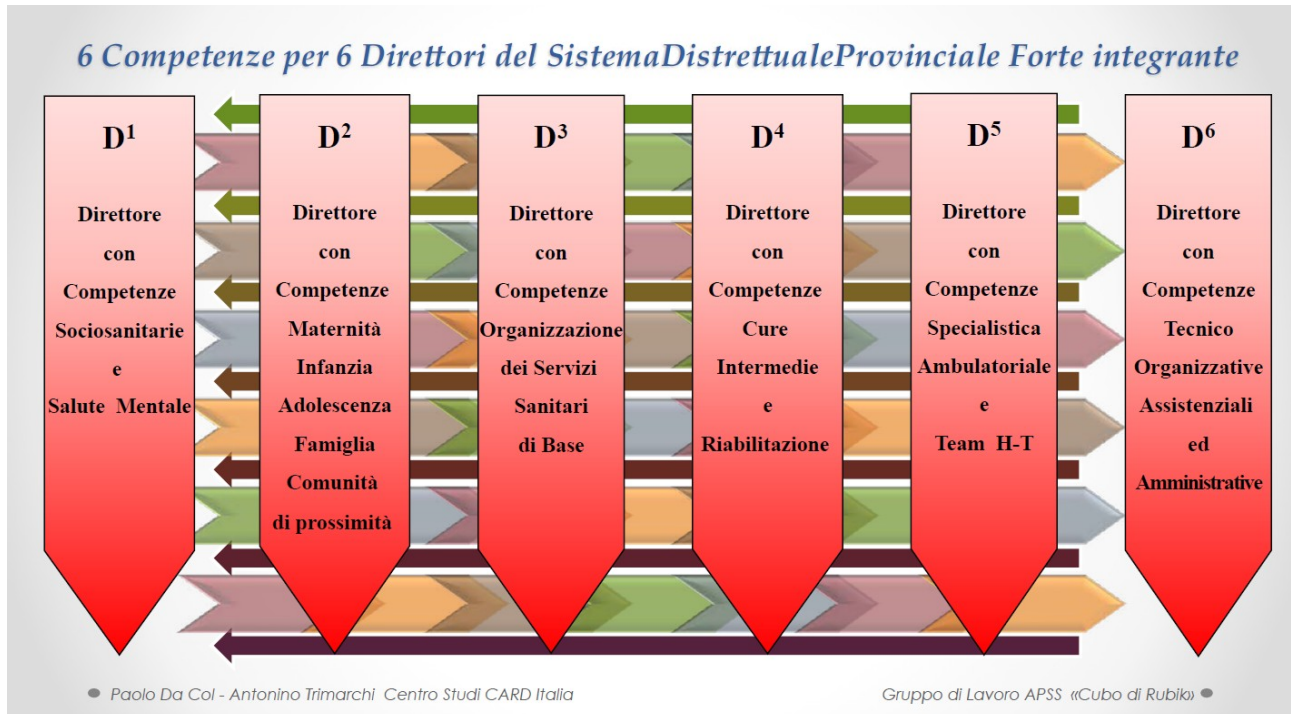 6 Competenze per 6 Direttori del SistemaDistrettualeProvinciale Forte integrante
D1
Direttore
con
Competenze
Sociosanitarie
e
Salute Mentale
D2
Direttore
con
Competenze
Maternità
Infanzia
Adolescenza
Famiglia
Comunità
di prossimità
D3
Direttore
con
Competenze
Organizzazione
dei Servizi
Sanitari
di Base
D4
Direttore
con
Competenze
Cure
Intermedie
e
Riabilitazione
D5
Direttore
con
Competenze
Specialistica
Ambulatoriale
e
Team H-T
D6
Direttore
con
Competenze
Tecnico
Organizzative
Assistenziali
ed
Amministrative
Paolo Da Col - Antonino Trimarchi Centro Studi CARD Italia
Gruppo di Lavoro APSS «Cubo di Rubik»